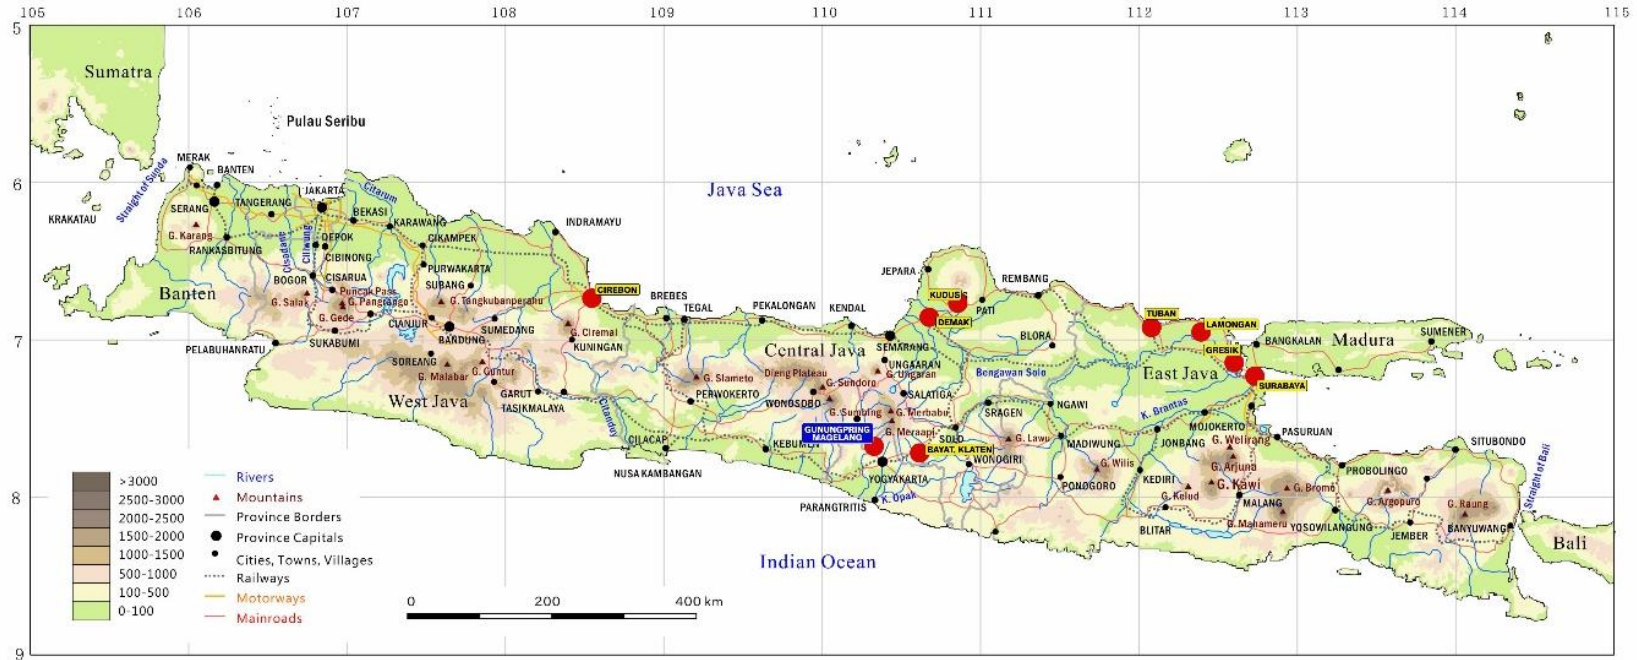 105 106 107 108 109 110 111 112 113 114 115
5
6
8
9
Sumatra
Pulau Seribu
Java Sea
Straight of Sunda
KRAKATAU
MERAK
BANTEN
SERANG
TANGERANG
JAKARTA
Citarum
BEKASI
KARAWANG
CIKAMPEK
INDRAMAYU
G. Karang
RANKASBITUNG
Cisadane
Ciliwung
DEPOK
CIBINONG
BOGOR
CISARUA
PURWAKARTA
SUBANG
Banten
G. Salak
Puncak Pass
G. Pangrango
G. Gede
G. Tangkubanperahu
CIANJUR
SUKABUMI
BANDUNG
SUMEDANG
PELABUHANRATU
SOREANG
G. Malabar
G. Guntur
West Java
GARUT
TASIKMALAYA
CIREBON
G. Ciremai
KUNINGAN
Citanduy
BREBES
TEGAL
PEKALONGAN
KENDAL
SEMARANG
UNGAARAN
G. Ungaran
Central Java
Dieng Plateau
G. Slameto
G. Sundoro
PERWOKERTO
WONOSOBO
G. Sumbing
SALATIGA
G. Merbabu
G. Meraapi
GUNUNGPRING
MAGELANG
BAYAT, KLATEN
SOLO
CILACAP
NUSA KAMBANGAN
YOGYAKARTA
K. Opak
PARANGTRITIS
WONOGIRI
JEPARA
KUDUS
DEMAK
PATI
REMBANG
BLORA
Bengawan Solo
SRAGEN
NGAWI
G. Lawu
MADIWUNG
G. Wilis
PONOGORO
TUBAN
LAMONGAN
GRESIK
SURABAYA
BANGKALAN
Madura
SUMENER
East Java
K. Brantas
MOJOKERTO
JONBANG
G. Welirang
G. Arjuna
G. Kawi
PASURUAN
KEDIRI
G. Kelud
MALANG
G. Bromo
BLITAR
G. Mahameru
YOSOWILANGUNG
PROBOLINGO
SITUBONDO
G. Argopuro
G. Raung
JEMBER
BANYUWANGI
Straight of Bali
Bali
Indian Ocean
>3000
2500-3000
2000-2500
1500-2000
1000-1500
500-1000
100-500
0-100
Rivers
Mountains
Province Borders
Province Capitals
Cities, Towns, Villages
Railways
Motorways
Mainroads
0 200 400 km